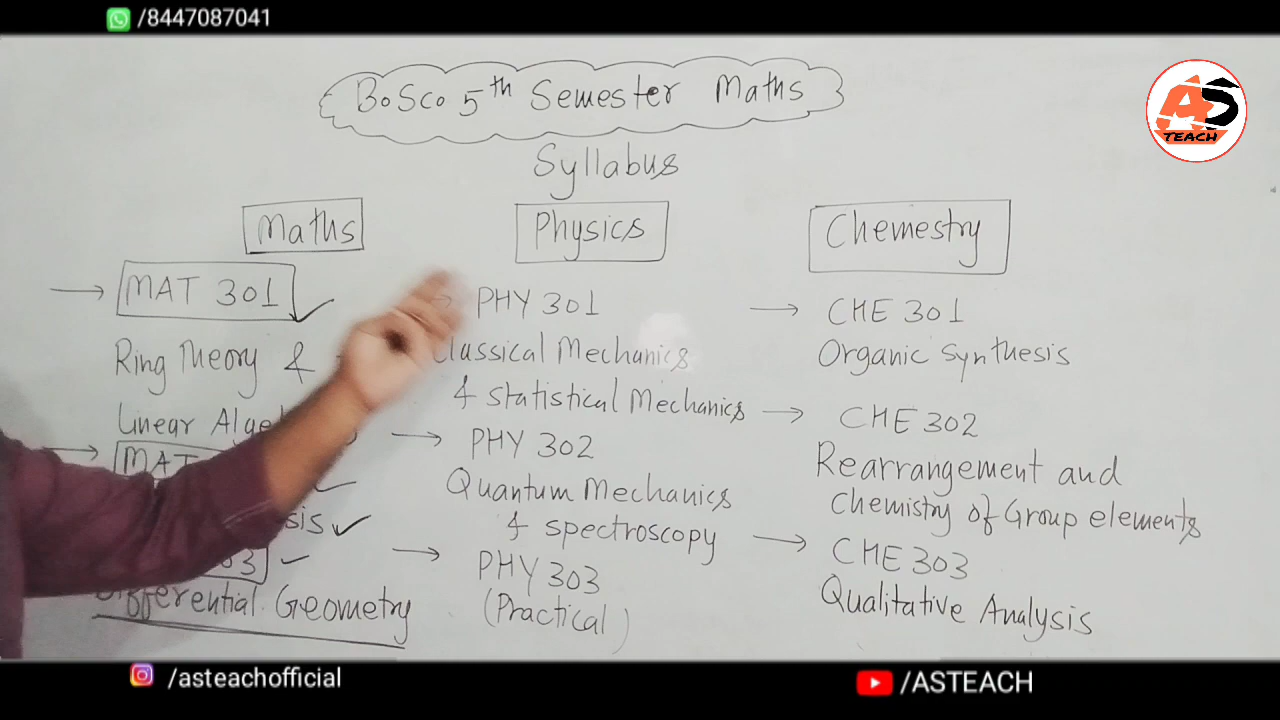 /8447087041
BoSco 5th Semester Maths
Syllabus
AS
TEACH
Maths
MAT 301
Ring Theory &
Linear
MAT
Differential Geometry
Physics
PHY 301
Classical Mechanics
& Statistical Mechanics
PHY 302
Quantum Mechanics
& spectroscopy
PHY 303
(Practical)
Chemestry
CHE 301
Organic Synthesis
CHE 302
Rearrangement and
Chemistry of Group elements
CHE 303
Qualitative Analysis
/asteachofficial
/ASTEACH